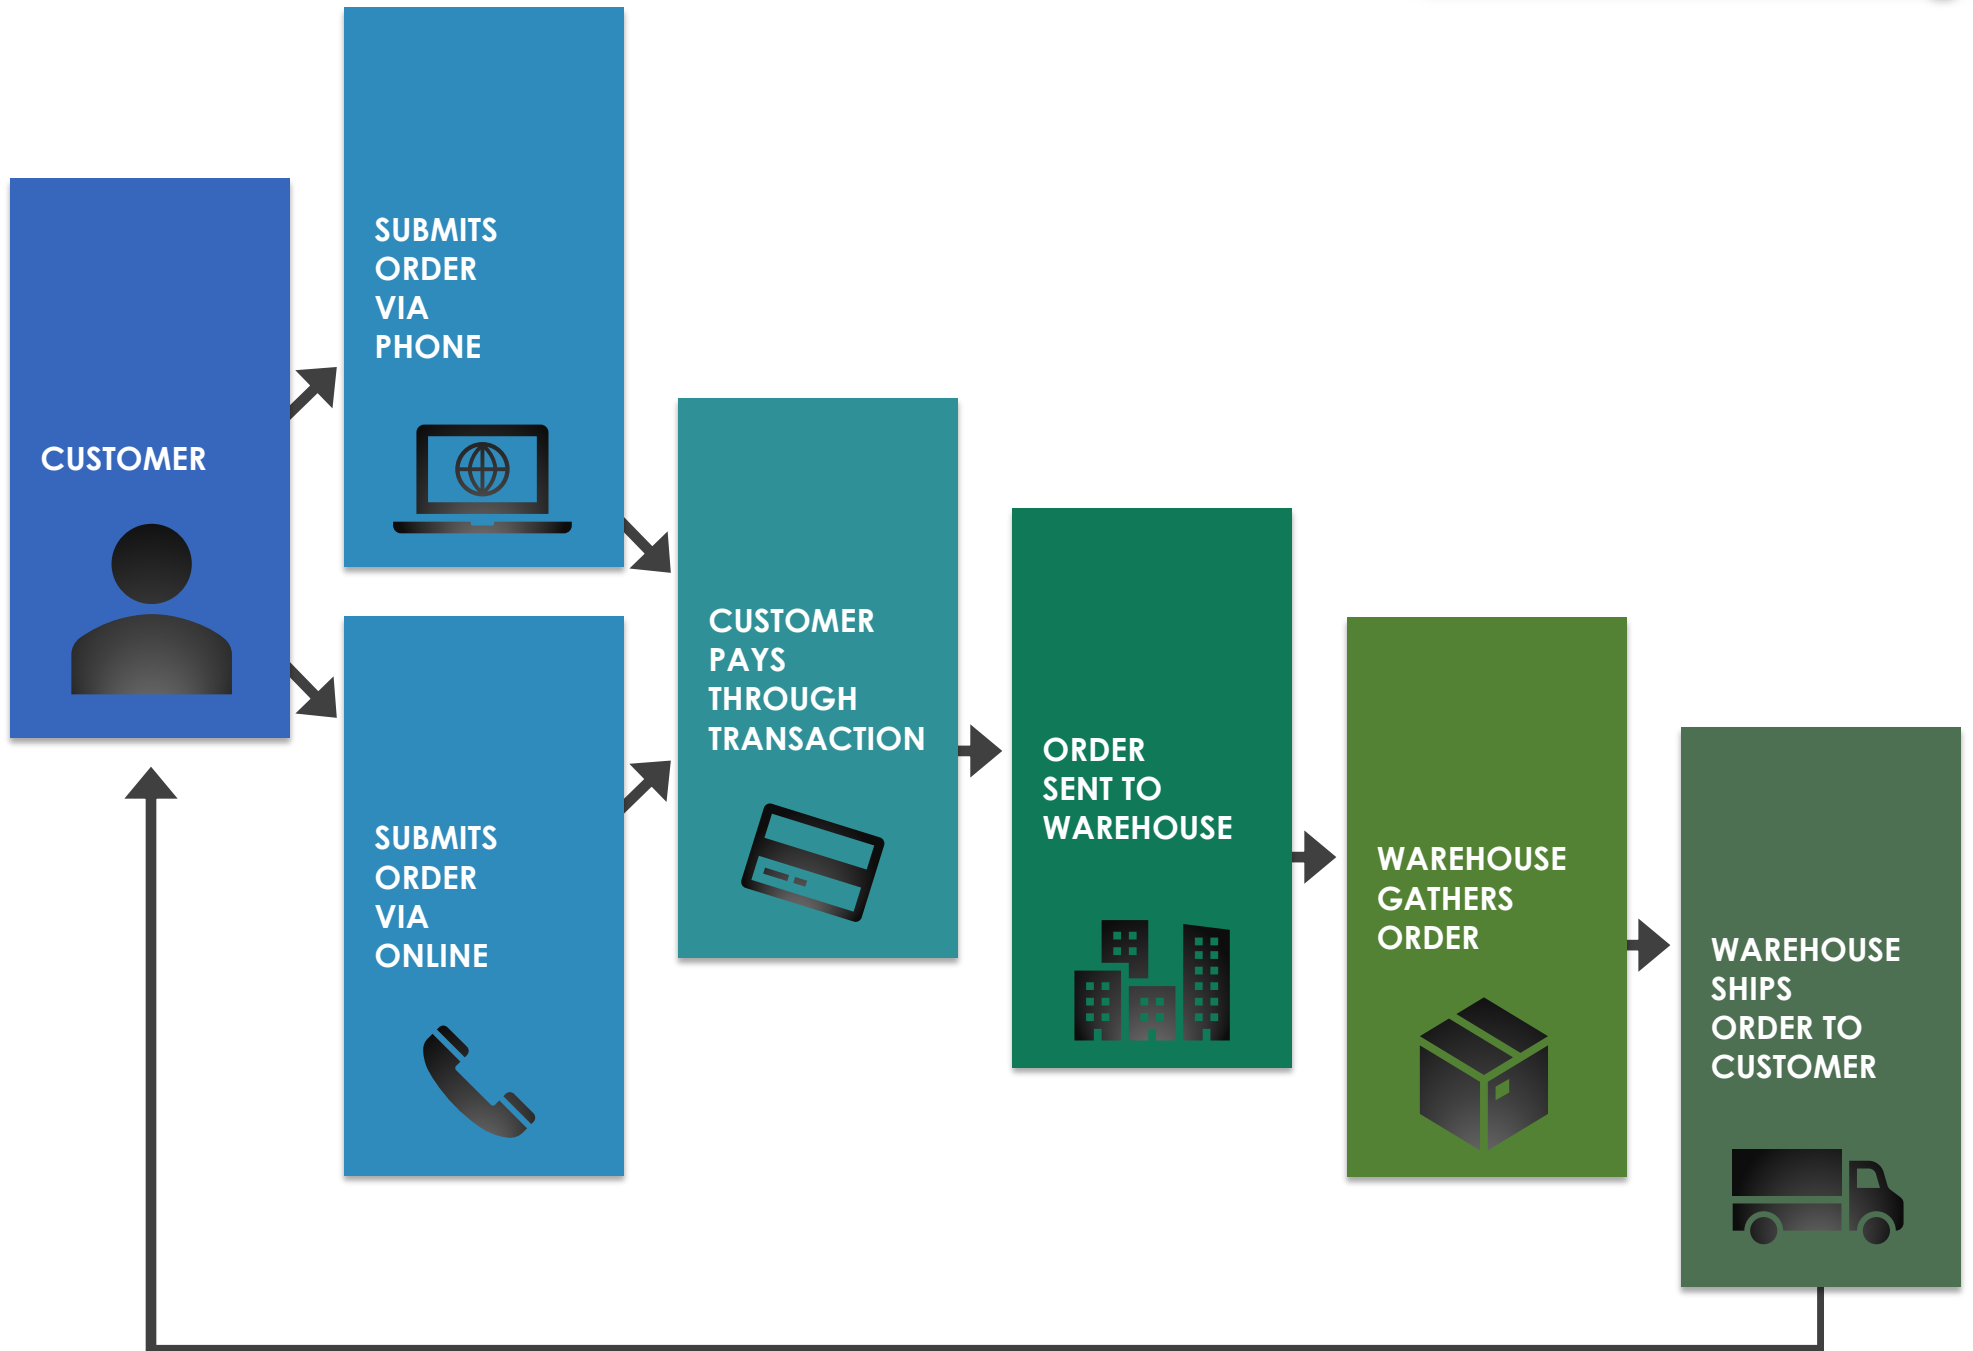 CUSTOMER
SUBMITS
ORDER
VIA
PHONE
SUBMITS
ORDER
VIA
ONLINE
CUSTOMER
PAYS
THROUGH
TRANSACTION
ORDER
SENT TO
WAREHOUSE
WAREHOUSE
GATHERS
ORDER
WAREHOUSE
SHIPS
ORDER TO
CUSTOMER